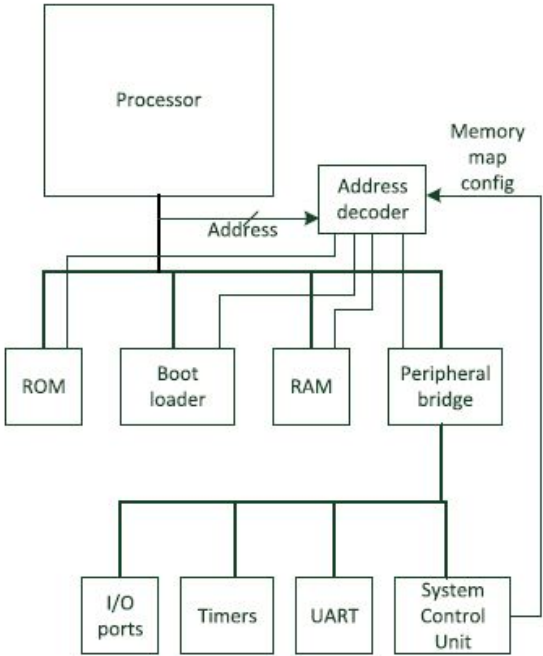 Processor
Memory
map
config
Address
decoder
Address
ROM
Boot
loader
RAM
Peripheral
bridge
I/O
ports
Timers
UART
System
Control
Unit